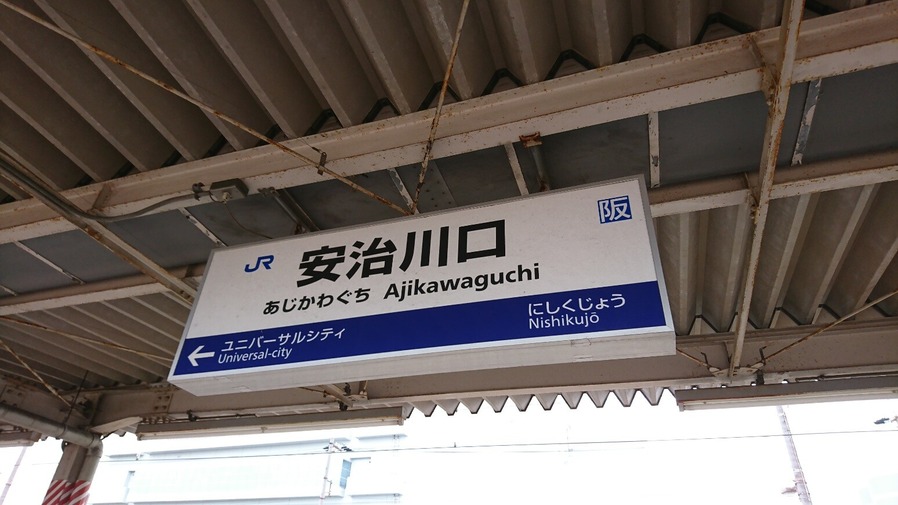 JR
安治川口
阪
あじかわぐち Ajikawaguchi
← ユニバーサルシティ
Universal-city
にしくじょう
Nishikujō